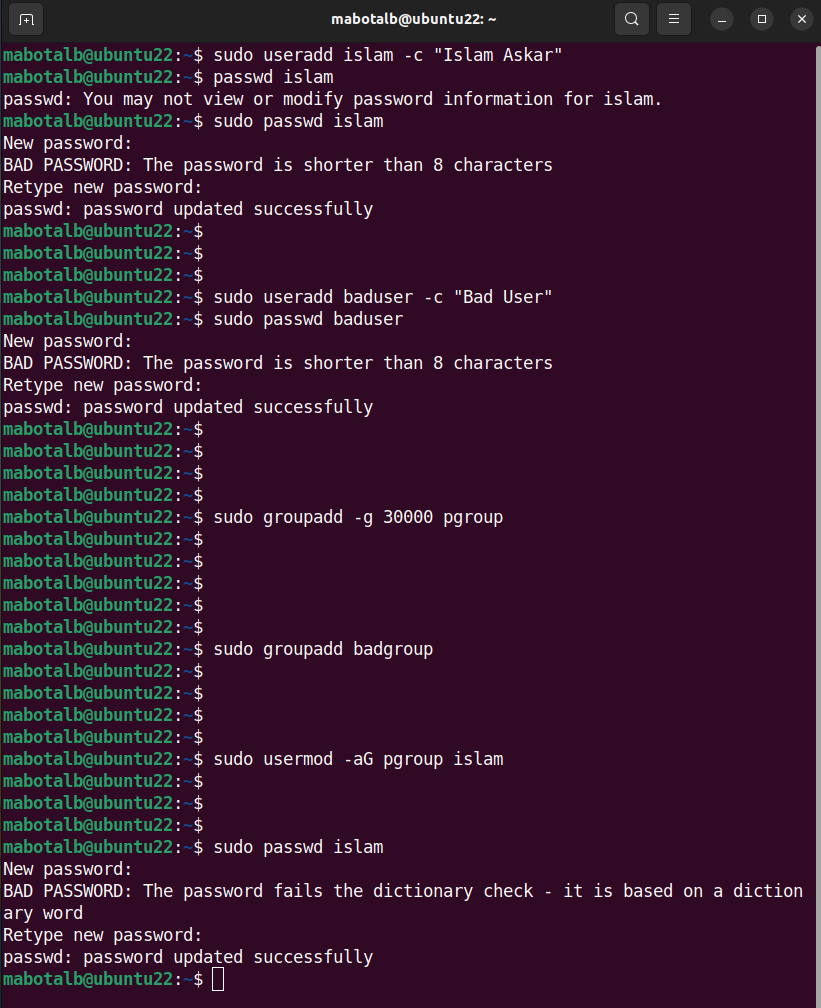 mabotalb@ubuntu22: ~
mabotalb@ubuntu22:~$ sudo useradd islam -c "Islam Askar"
mabotalb@ubuntu22:~$ passwd islam
passwd: You may not view or modify password information for islam.
mabotalb@ubuntu22:~$ sudo passwd islam
New password:
BAD PASSWORD: The password is shorter than 8 characters
Retype new password:
passwd: password updated successfully
mabotalb@ubuntu22:~$
mabotalb@ubuntu22:~$
mabotalb@ubuntu22:~$
mabotalb@ubuntu22:~$ sudo useradd baduser -c "Bad User"
mabotalb@ubuntu22:~$ sudo passwd baduser
New password:
BAD PASSWORD: The password is shorter than 8 characters
Retype new password:
passwd: password updated successfully
mabotalb@ubuntu22:~$
mabotalb@ubuntu22:~$
mabotalb@ubuntu22:~$
mabotalb@ubuntu22:~$
mabotalb@ubuntu22:~$ sudo groupadd -g 30000 pgroup
mabotalb@ubuntu22:~$
mabotalb@ubuntu22:~$
mabotalb@ubuntu22:~$
mabotalb@ubuntu22:~$
mabotalb@ubuntu22:~$
mabotalb@ubuntu22:~$ sudo groupadd badgroup
mabotalb@ubuntu22:~$
mabotalb@ubuntu22:~$
mabotalb@ubuntu22:~$
mabotalb@ubuntu22:~$
mabotalb@ubuntu22:~$ sudo usermod -aG pgroup islam
mabotalb@ubuntu22:~$
mabotalb@ubuntu22:~$
mabotalb@ubuntu22:~$
mabotalb@ubuntu22:~$ sudo passwd islam
New password:
BAD PASSWORD: The password fails the dictionary check - it is based on a diction
ary word
Retype new password:
passwd: password updated successfully
mabotalb@ubuntu22:~$